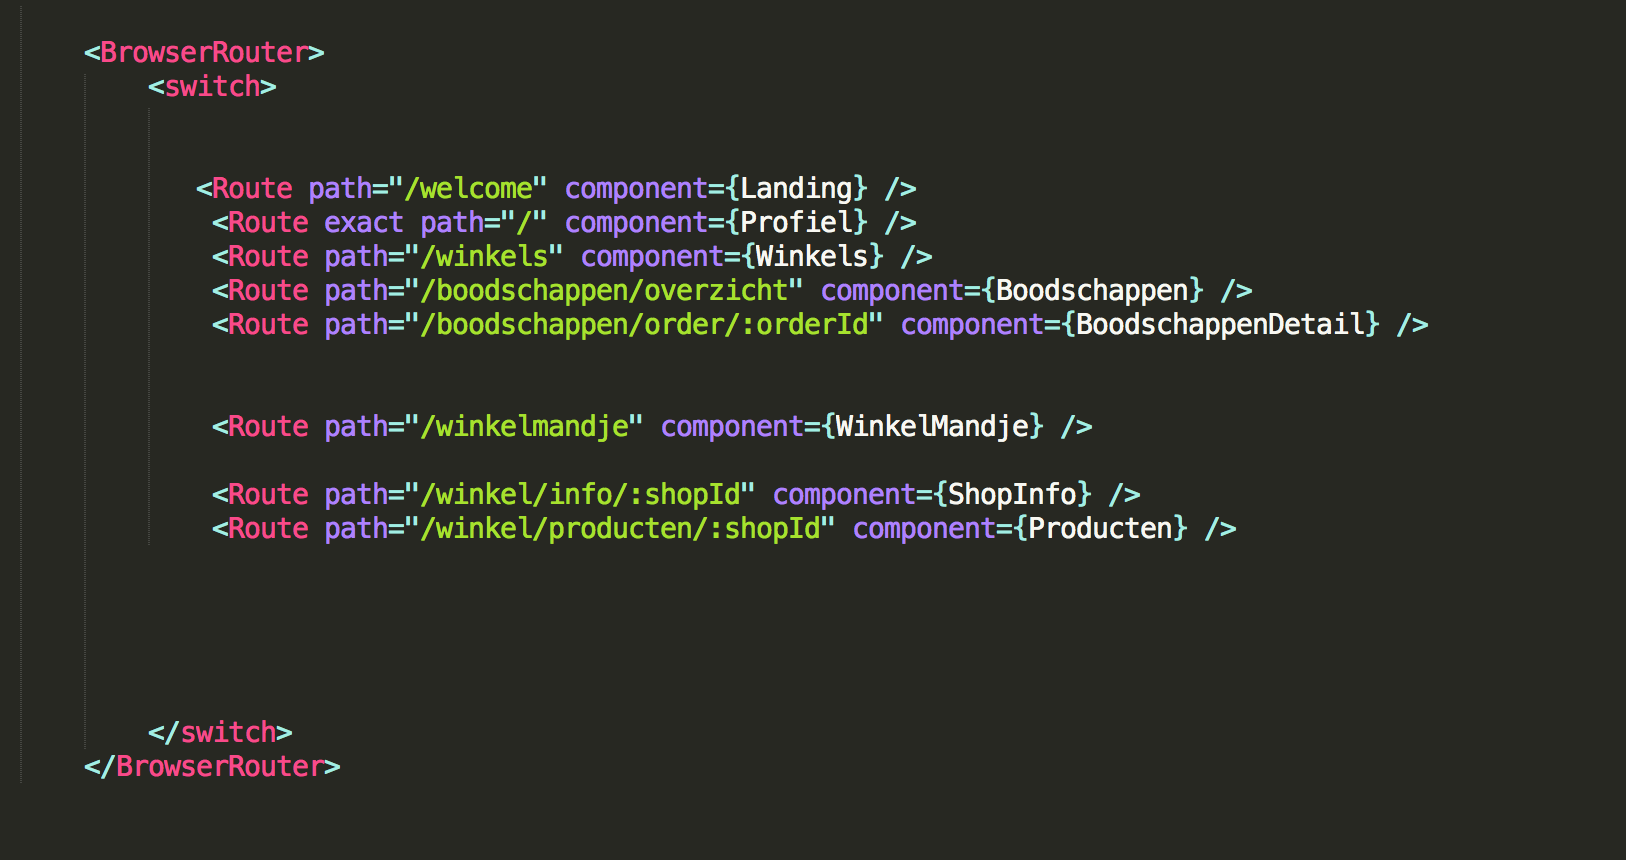 <BrowserRouter>
<switch>
<Route path="/welcome" component={Landing} />
<Route exact path="/" component={Profiel} />
<Route path="/winkels" component={Winkels} />
<Route path="/boodschappen/overzicht" component={Boodschappen} />
<Route path="/boodschappen/order/:orderId" component={BoodschappenDetail} />
<Route path="/winkelmandje" component={WinkelMandje} />
<Route path="/winkel/info/:shopId" component={ShopInfo} />
<Route path="/winkel/producten/:shopId" component={Producten} />
</switch>
</BrowserRouter>